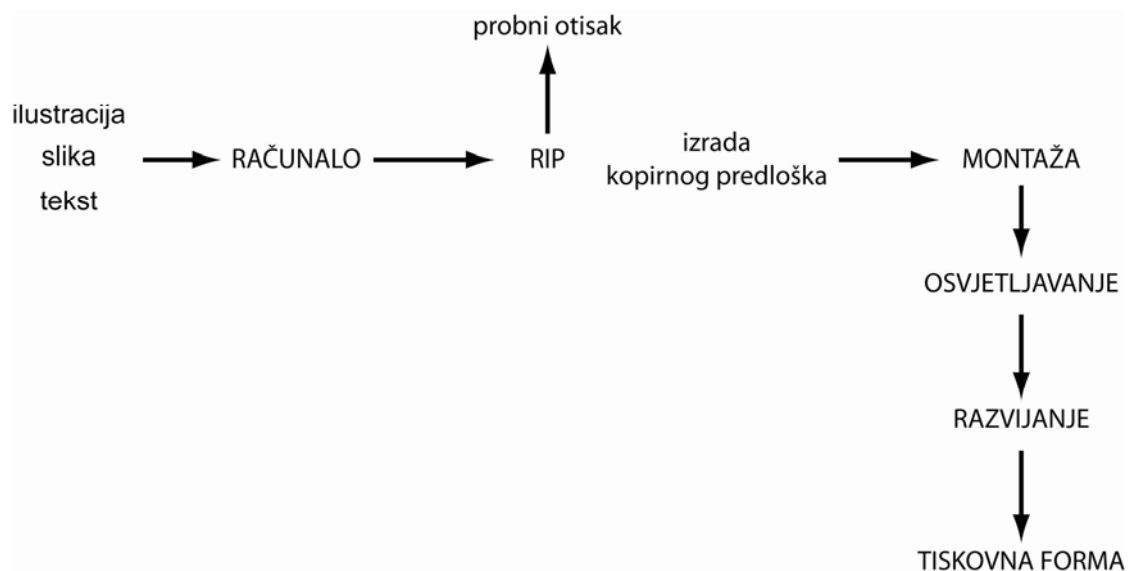 probni otisak
ilustracija
slika
tekst
RAČUNALO
RIP
izrada
kopirnog predloška
MONTAŽA
OSVJETLJAVANJE
RAZVIJANJE
TISKOVNA FORMA